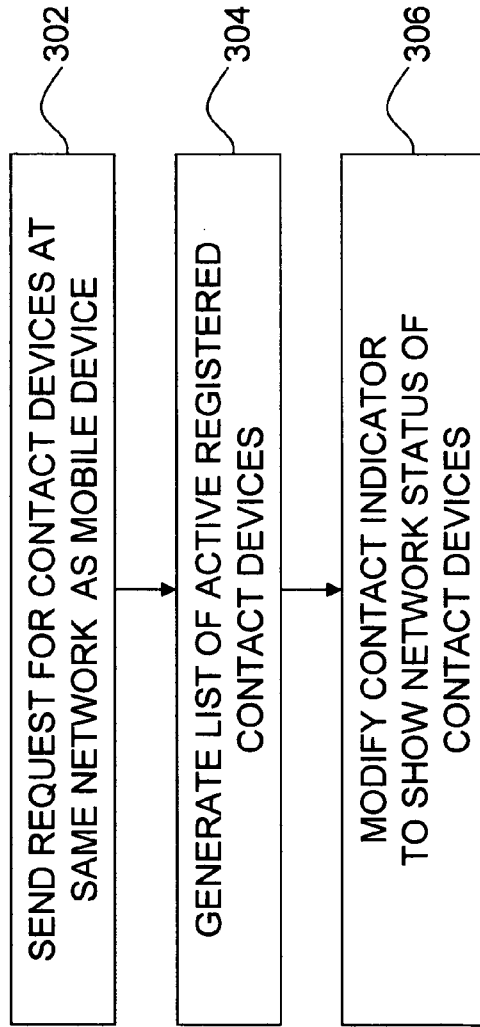 SEND REQUEST FOR CONTACT DEVICES AT
SAME NETWORK AS MOBILE DEVICE
302
GENERATE LIST OF ACTIVE REGISTERED
CONTACT DEVICES
304
MODIFY CONTACT INDICATOR
TO SHOW NETWORK STATUS OF
CONTACT DEVICES
306